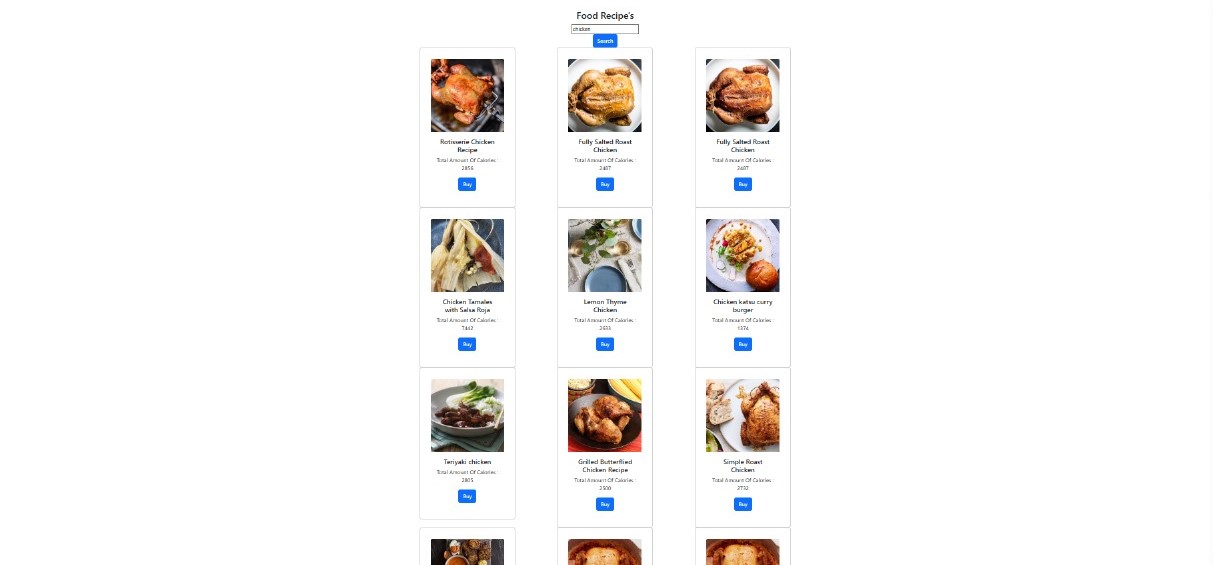 Food Recipe's
chicken
Search
Rotisserie Chicken
Recipe
Total Amount Of Calories :
2856
Buy
Fully Salted Roast
Chicken
Total Amount Of Calories :
2487
Buy
Fully Salted Roast
Chicken
Total Amount Of Calories :
2487
Buy
Chicken Tamales
with Salsa Roja
Total Amount Of Calories :
7442
Buy
Lemon Thyme
Chicken
Total Amount Of Calories :
2633
Buy
Chicken katsu curry
burger
Total Amount Of Calories :
1374
Buy
Teriyaki chicken
Total Amount Of Calories :
2805
Buy
Grilled Butterflied
Chicken Recipe
Total Amount Of Calories :
2500
Buy
Simple Roast
Chicken
Total Amount Of Calories :
2732
Buy